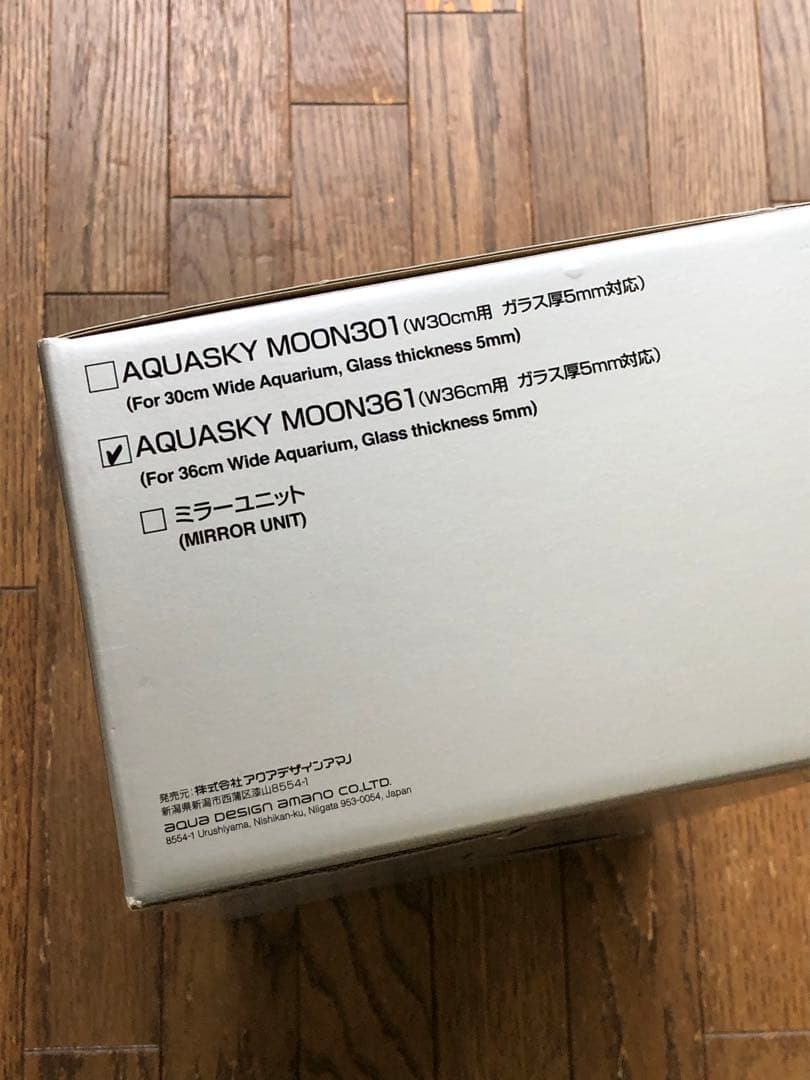 AQUASKY MOON301(W30cm用 ガラス厚5mm対応)
(For 30cm Wide Aquarium, Glass thickness 5mm)
AQUASKY MOON361(W36cm用 ガラス厚5mm対応)
(For 36cm Wide Aquarium, Glass thickness 5mm)
ミラーユニット
(MIRROR UNIT)
発売元:株式会社アクアデザインアマノ
新潟県新潟市西蒲区漆山8554-1
aqua design amano co.,ltd.
8554-1 Urushiyama, Nishikan-ku, Niigata 953-0054, Japan